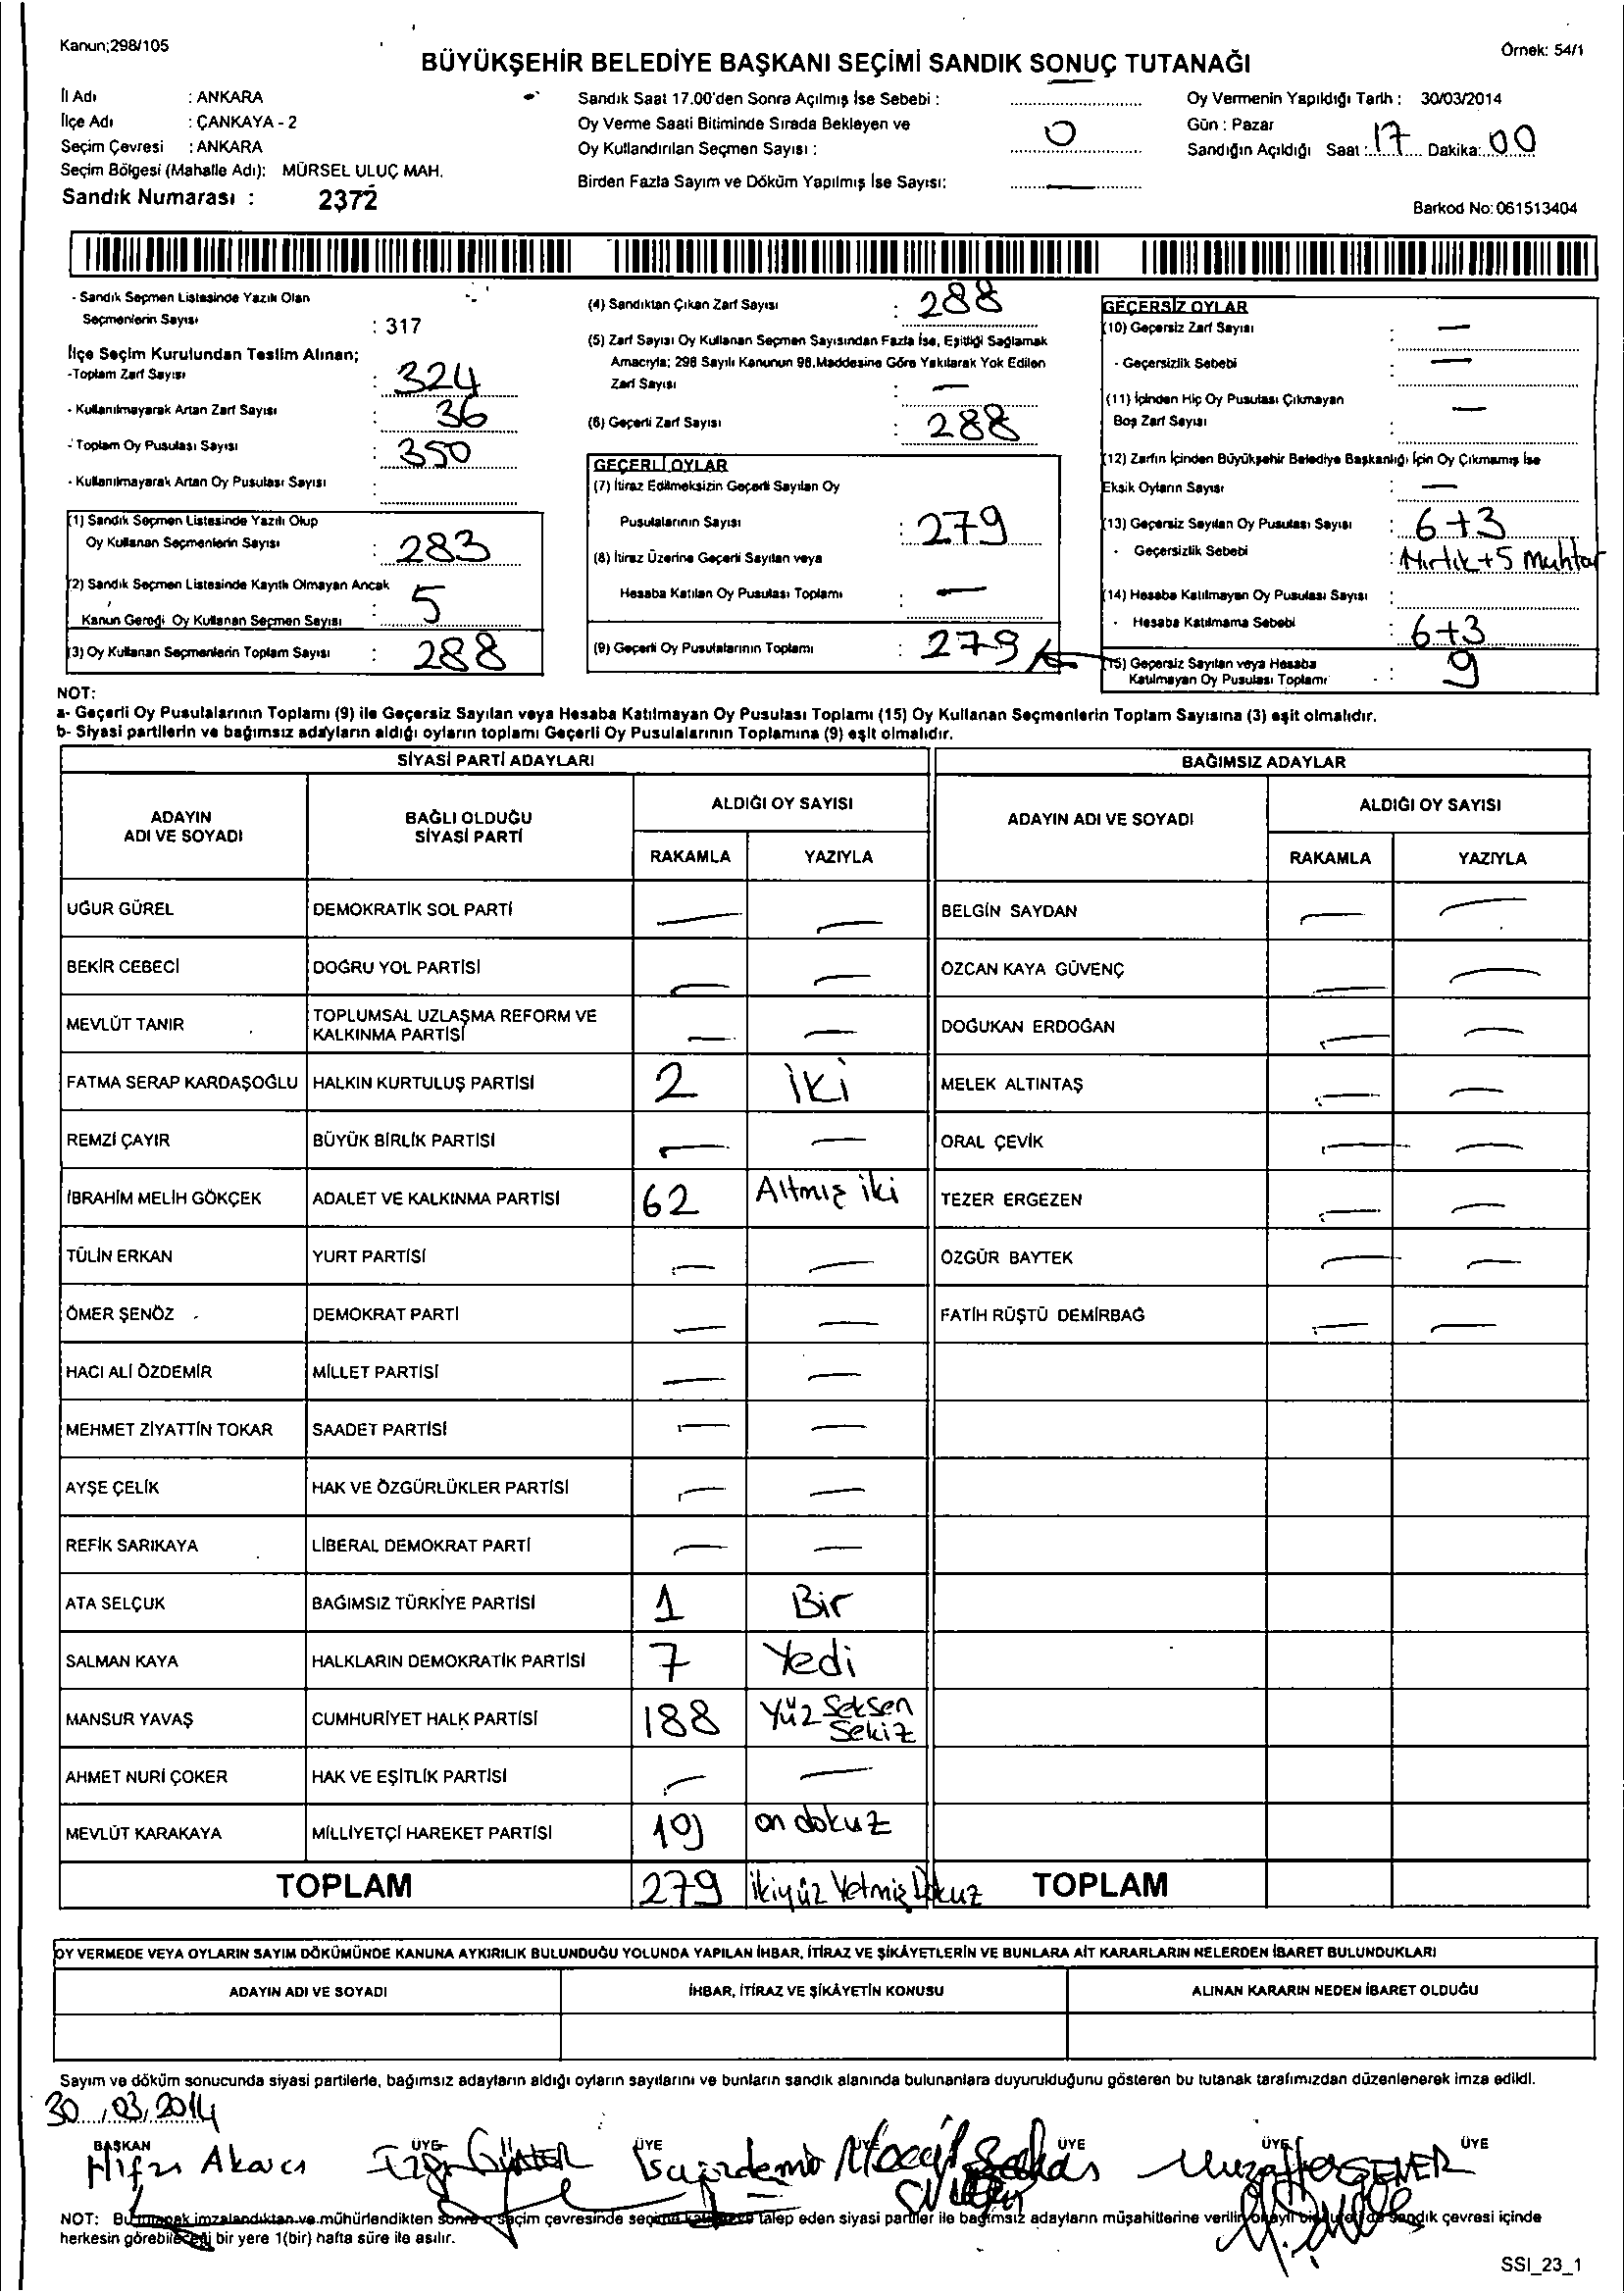 Kanun;298/105
Örnek: 54/1
BÜYÜKŞEHİR BELEDİYE BAŞKANI SEÇİMİ SANDIK SONUÇ TUTANAĞI
İl Adı : ANKARA
İlçe Adı : ÇANKAYA - 2
Seçim Çevresi : ANKARA
Seçim Bölgesi (Mahalle Adı): MÜRSEL ULUÇ MAH.
Sandık Numarası : 2372
Sandık Saat 17.00'den Sonra Açılmış İse Sebebi :
Oy Verme Saati Bitiminde Sırada Bekleyen ve
Oy Kullandırılan Seçmen Sayısı : 0
Birden Fazla Sayım ve Döküm Yapılmış İse Sayısı: —
Oy Vermenin Yapıldığı Tarih : 30/03/2014
Gün : Pazar
Sandığın Açıldığı Saat : 17 Dakika: 00
Barkod No: 061513404
- Sandık Seçmen Listesinde Yazılı Olan
Seçmenlerin Sayısı : 317
İlçe Seçim Kurulundan Teslim Alınan;
-Toplam Zarf Sayısı : 324
- Kullanılmayarak Artan Zarf Sayısı : 36
- Toplam Oy Pusulası Sayısı : 350
- Kullanılmayarak Artan Oy Pusulası Sayısı :
(1) Sandık Seçmen Listesinde Yazılı Olup
Oy Kullanan Seçmenlerin Sayısı : 283
(2) Sandık Seçmen Listesinde Kayıtlı Olmayan Ancak
Kanun Gereği Oy Kullanan Seçmen Sayısı : 5
(3) Oy Kullanan Seçmenlerin Toplam Sayısı : 288
(4) Sandıktan Çıkan Zarf Sayısı : 288
(5) Zarf Sayısı Oy Kullanan Seçmen Sayısından Fazla İse, Eşitliği Sağlamak
Amacıyla; 298 Sayılı Kanunun 98.Maddesine Göre Yakılarak Yok Edilen
Zarf Sayısı : —
(6) Geçerli Zarf Sayısı : 288
GEÇERLİ OYLAR
(7) İtiraz Edilmeksizin Geçerli Sayılan Oy
Pusulalarının Sayısı : 279
(8) İtiraz Üzerine Geçerli Sayılan veya
Hesaba Katılan Oy Pusulası Toplamı : —
(9) Geçerli Oy Pusulalarının Toplamı : 279
GEÇERSİZ OYLAR
(10) Geçersiz Zarf Sayısı : —
- Geçersizlik Sebebi : —
(11) İçinden Hiç Oy Pusulası Çıkmayan
Boş Zarf Sayısı : —
(12) Zarfın İçinden Büyükşehir Belediye Başkanlığı İçin Oy Çıkmamış İse
Eksik Oyların Sayısı : —
(13) Geçersiz Sayılan Oy Pusulası Sayısı : 6+3
- Geçersizlik Sebebi : +5 Muhtar
(14) Hesaba Katılmayan Oy Pusulası Sayısı :
- Hesaba Katılmama Sebebi : 6+3
(15) Geçersiz Sayılan veya Hesaba
Katılmayan Oy Pusulası Toplamı : 9
NOT:
a- Geçerli Oy Pusulalarının Toplamı (9) ile Geçersiz Sayılan veya Hesaba Katılmayan Oy Pusulası Toplamı (15) Oy Kullanan Seçmenlerin Toplam Sayısına (3) eşit olmalıdır.
b- Siyasi partilerin ve bağımsız adayların aldığı oyların toplamı Geçerli Oy Pusulalarının Toplamına (9) eşit olmalıdır.
SİYASİ PARTİ ADAYLARI
BAĞIMSIZ ADAYLAR
ADAYIN
ADI VE SOYADI
BAĞLI OLDUĞU
SİYASİ PARTİ
ALDIĞI OY SAYISI
RAKAMLA YAZIYLA
ADAYIN ADI VE SOYADI
ALDIĞI OY SAYISI
RAKAMLA YAZIYLA
UĞUR GÜREL DEMOKRATİK SOL PARTİ — — BELGİN SAYDAN — —
BEKİR CEBECİ DOĞRU YOL PARTİSİ — — ÖZCAN KAYA GÜVENÇ — —
MEVLÜT TANIR TOPLUMSAL UZLAŞMA REFORM VE
KALKINMA PARTİSİ — — DOĞUKAN ERDOĞAN — —
FATMA SERAP KARDAŞOĞLU HALKIN KURTULUŞ PARTİSİ 2 iki MELEK ALTINTAŞ — —
REMZİ ÇAYIR BÜYÜK BİRLİK PARTİSİ — — ORAL ÇEVİK — —
İBRAHİM MELİH GÖKÇEK ADALET VE KALKINMA PARTİSİ 62 Altmış iki TEZER ERGEZEN — —
TÜLİN ERKAN YURT PARTİSİ — — ÖZGÜR BAYTEK — —
ÖMER ŞENÖZ DEMOKRAT PARTİ — — FATİH RÜŞTÜ DEMİRBAĞ — —
HACI ALİ ÖZDEMİR MİLLET PARTİSİ — —
MEHMET ZİYATTİN TOKAR SAADET PARTİSİ — —
AYŞE ÇELİK HAK VE ÖZGÜRLÜKLER PARTİSİ — —
REFİK SARIKAYA LİBERAL DEMOKRAT PARTİ — —
ATA SELÇUK BAĞIMSIZ TÜRKİYE PARTİSİ 1 Bir
SALMAN KAYA HALKLARIN DEMOKRATİK PARTİSİ 7 Yedi
MANSUR YAVAŞ CUMHURİYET HALK PARTİSİ 188 Yüz Seksen
Sekiz
AHMET NURİ ÇOKER HAK VE EŞİTLİK PARTİSİ — —
MEVLÜT KARAKAYA MİLLİYETÇİ HAREKET PARTİSİ 19 on dokuz
TOPLAM 279 ikiyüz Yetmiş Dokuz TOPLAM
OY VERMEDE VEYA OYLARIN SAYIM DÖKÜMÜNDE KANUNA AYKIRILIK BULUNDUĞU YOLUNDA YAPILAN İHBAR, İTİRAZ VE ŞİKÂYETLERİN VE BUNLARA AİT KARARLARIN NELERDEN İBARET BULUNDUKLARI
ADAYIN ADI VE SOYADI İHBAR, İTİRAZ VE ŞİKÂYETİN KONUSU ALINAN KARARIN NEDEN İBARET OLDUĞU
Sayım ve döküm sonucunda siyasi partilerle, bağımsız adayların aldığı oyların sayılarını ve bunların sandık alanında bulunanlara duyurulduğunu gösteren bu tutanak tarafımızdan düzenlenerek imza edildi.
30/03/2014
BAŞKAN ÜYE ÜYE ÜYE ÜYE ÜYE ÜYE
NOT: Bu tutanak imzalandıktan ve mühürlendikten sonra seçim çevresinde seçime talep eden siyasi partiler ile bağımsız adayların müşahitlerine verilir sandık çevresi içinde
herkesin görebileceği bir yere 1(bir) hafta süre ile asılır.
SSI_23_1